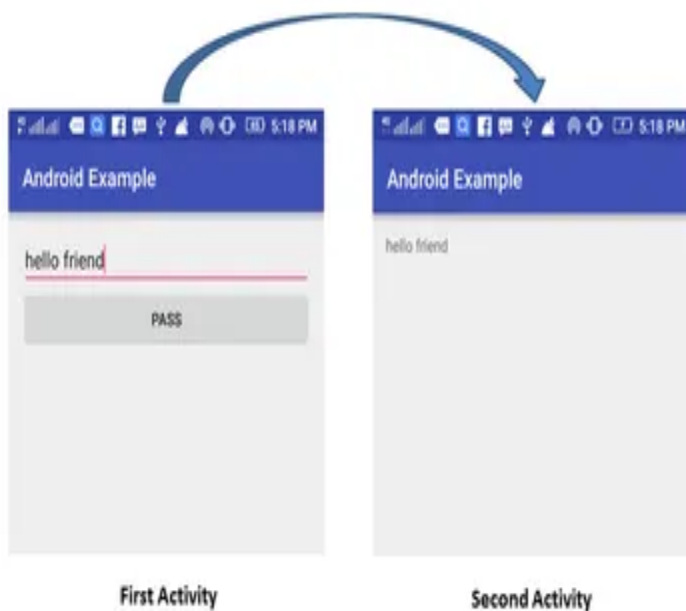 5:18 PM
Android Example
hello friend
PASS
First Activity
5:18 PM
Android Example
hello friend
Second Activity